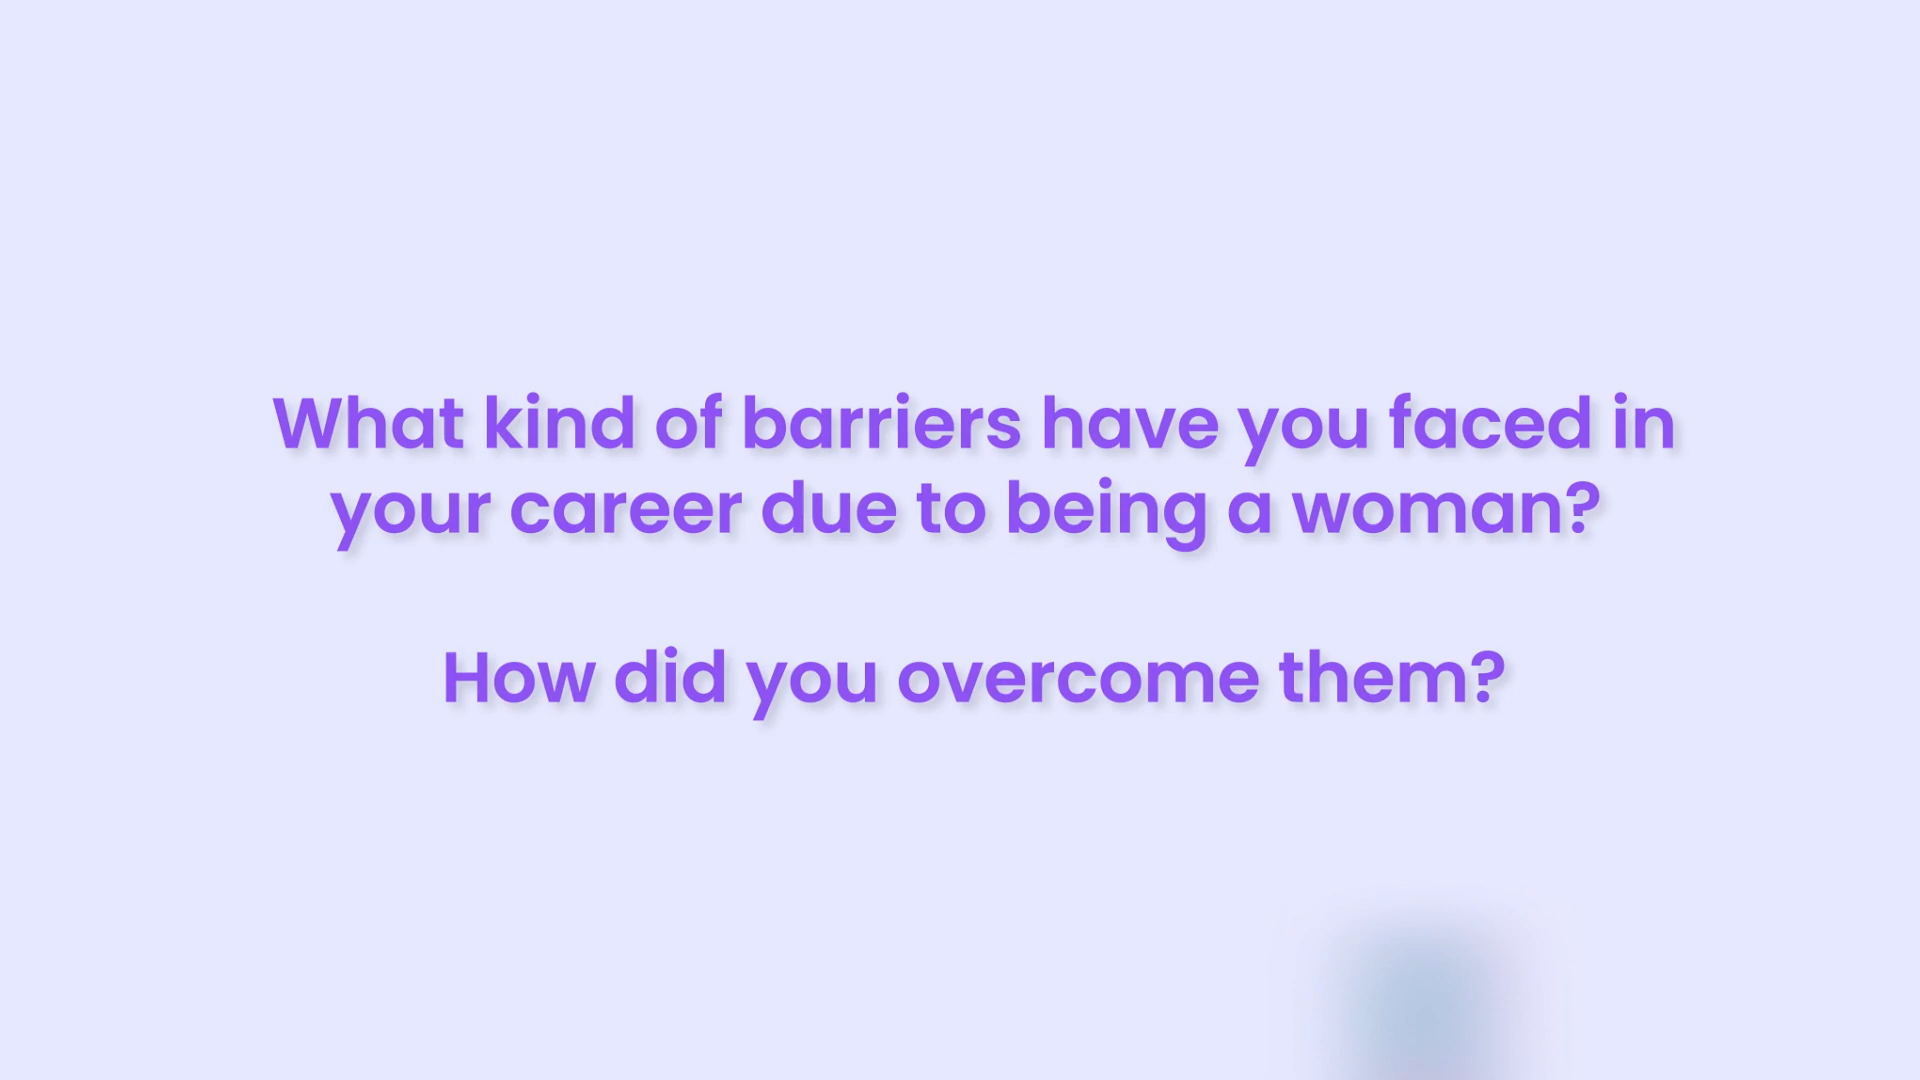 What kind of barriers have you faced in
your career due to being a woman?
How did you overcome them?